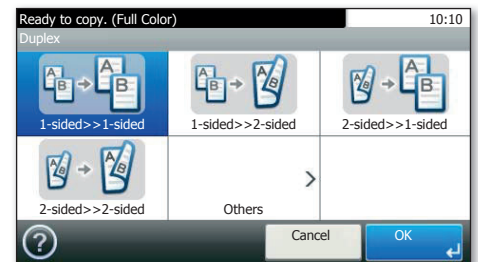 Ready to copy. (Full Color) 10:10
Duplex
1-sided>>1-sided 1-sided>>2-sided 2-sided>>1-sided
2-sided>>2-sided Others
? Cancel OK